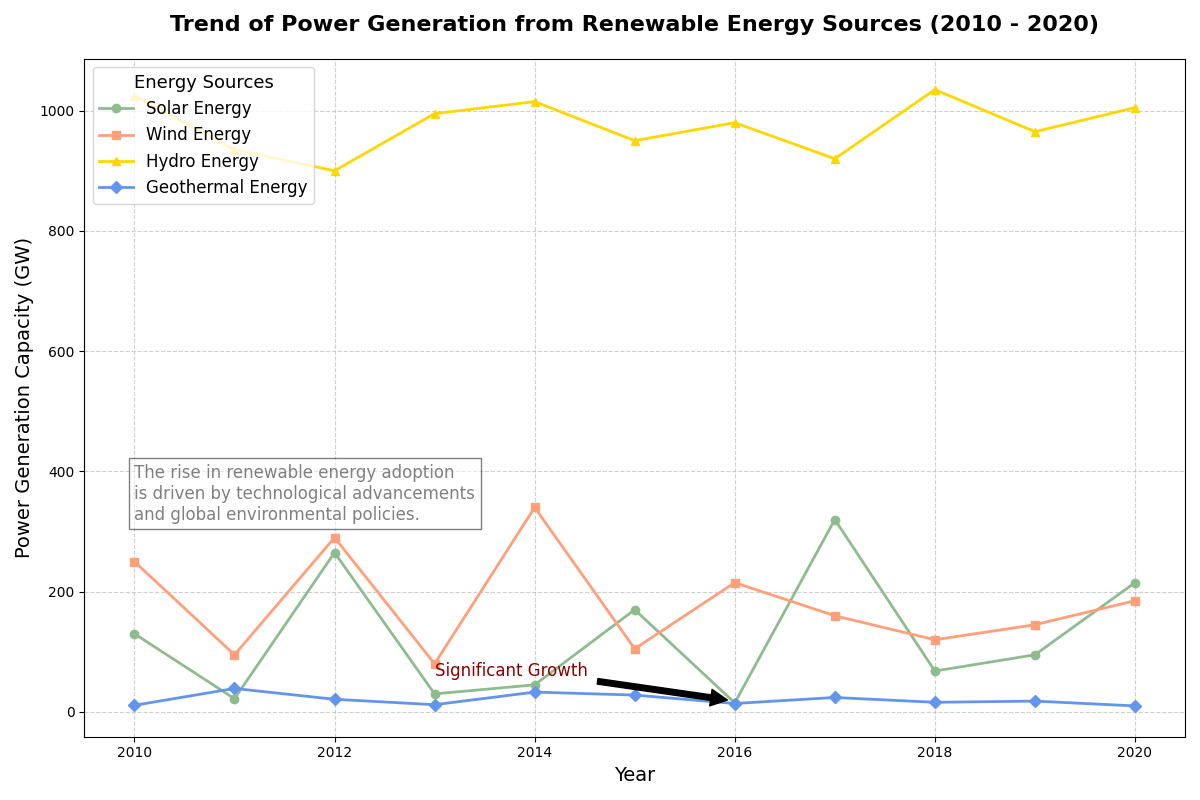 Trend of Power Generation from Renewable Energy Sources (2010 - 2020)
Energy Sources
Solar Energy
Wind Energy
Hydro Energy
Geothermal Energy
Power Generation Capacity (GW)
1000
800
600
400
200
0
The rise in renewable energy adoption
is driven by technological advancements
and global environmental policies.
Significant Growth
2010 2012 2014 2016 2018 2020
Year